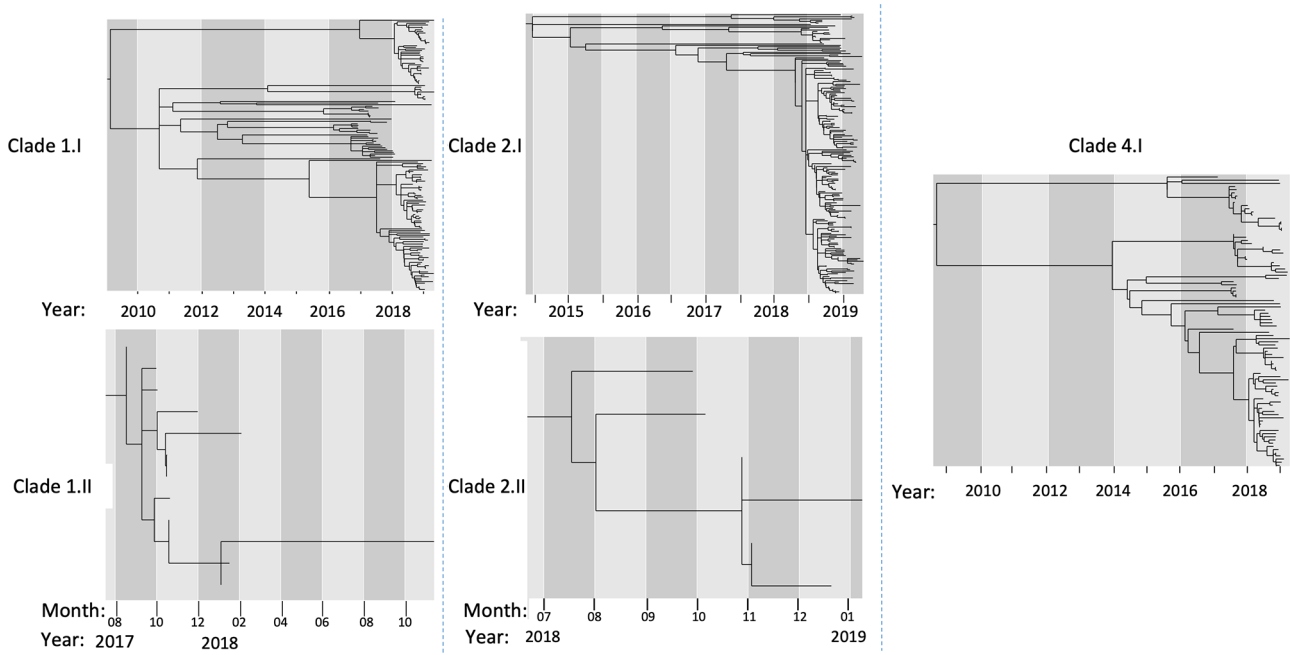 Clade 1.I
Year: 2010 2012 2014 2016 2018
Clade 1.II
Month: 08 10 12 02 04 06 08 10
Year: 2017 2018
Clade 2.I
Year: 2015 2016 2017 2018 2019
Clade 2.II
Month: 07 08 09 10 11 12 01
Year: 2018 2019
Clade 4.I
Year: 2010 2012 2014 2016 2018